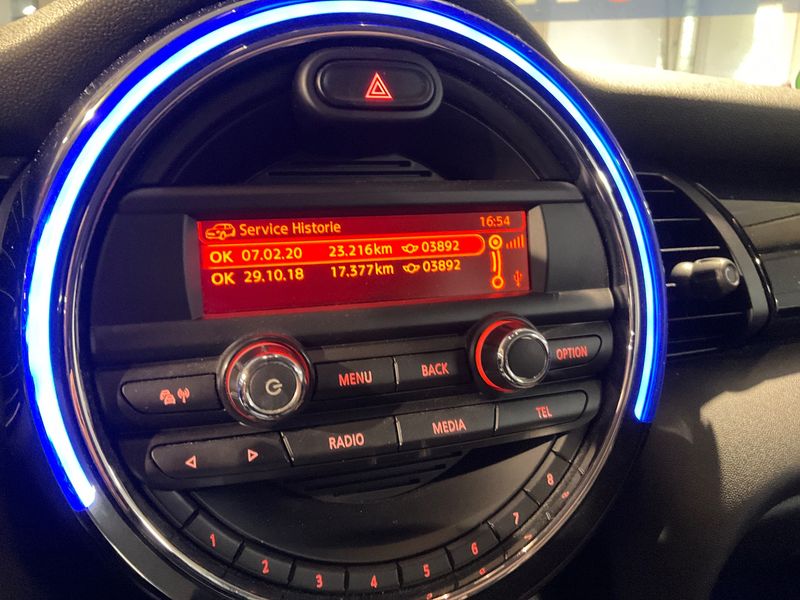 Service Historie 16:54
OK 07.02.20 23.216km 03892
OK 29.10.18 17.377km 03892
MENU BACK OPTION
RADIO MEDIA TEL
1 2 3 4 5 6 7 8